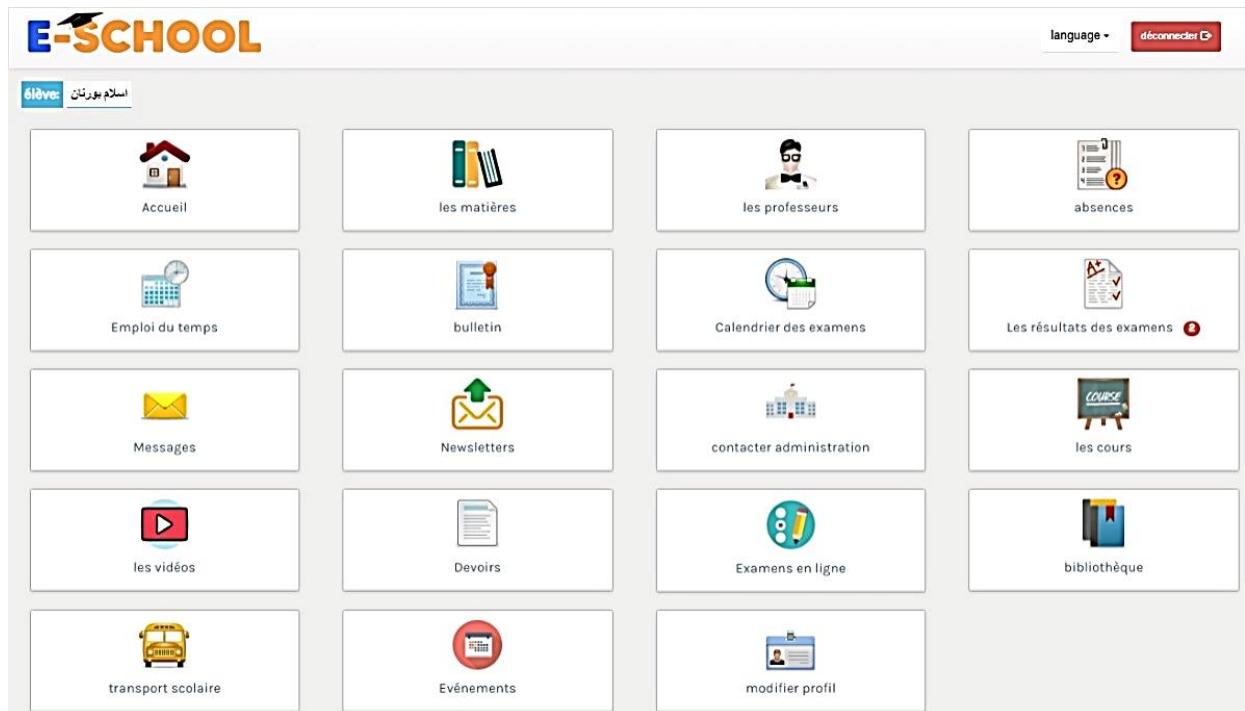 E-SCHOOL
language
déconnecter
élève: اسلام بورنان
Accueil
les matières
les professeurs
absences
Emploi du temps
bulletin
Calendrier des examens
A+
Les résultats des examens 2
Messages
Newsletters
contacter administration
COURSE
les cours
les vidéos
Devoirs
Examens en ligne
bibliothèque
transport scolaire
Evénements
modifier profil